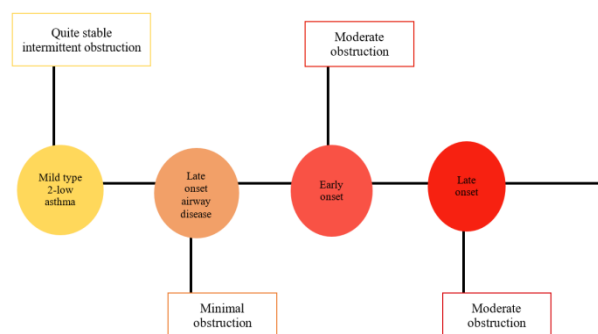 Quite stable
intermittent obstruction
Moderate
obstruction
Mild type
2-low
asthma
Late
onset
airway
disease
Early
onset
Late
onset
Minimal
obstruction
Moderate
obstruction